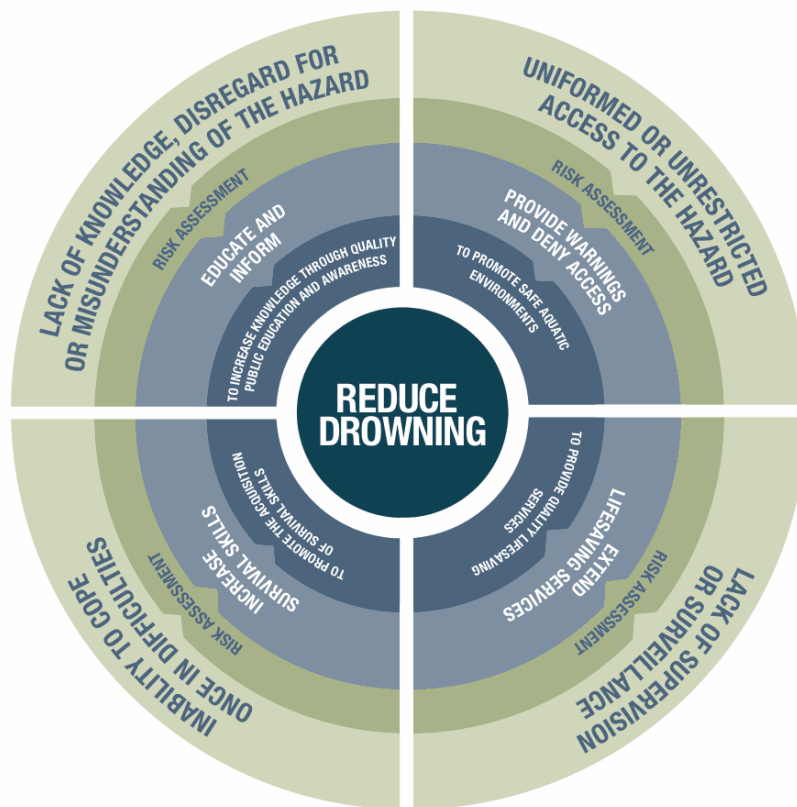 LACK OF KNOWLEDGE, DISREGARD FOR
OR MISUNDERSTANDING OF THE HAZARD
RISK ASSESSMENT
EDUCATE AND
INFORM
TO INCREASE KNOWLEDGE THROUGH QUALITY
PUBLIC EDUCATION AND AWARENESS
UNIFORMED OR UNRESTRICTED
ACCESS TO THE HAZARD
RISK ASSESSMENT
PROVIDE WARNINGS
AND DENY ACCESS
TO PROMOTE SAFE AQUATIC
ENVIRONMENTS
REDUCE
DROWNING
INABILITY TO COPE
ONCE IN DIFFICULTIES
RISK ASSESSMENT
INCREASE
SURVIVAL SKILLS
TO PROMOTE THE ACQUISITION
OF SURVIVAL SKILLS
LACK OF SUPERVISION
OR SURVEILLANCE
RISK ASSESSMENT
EXTEND
LIFESAVING SERVICES
TO PROVIDE QUALITY LIFESAVING
SERVICES